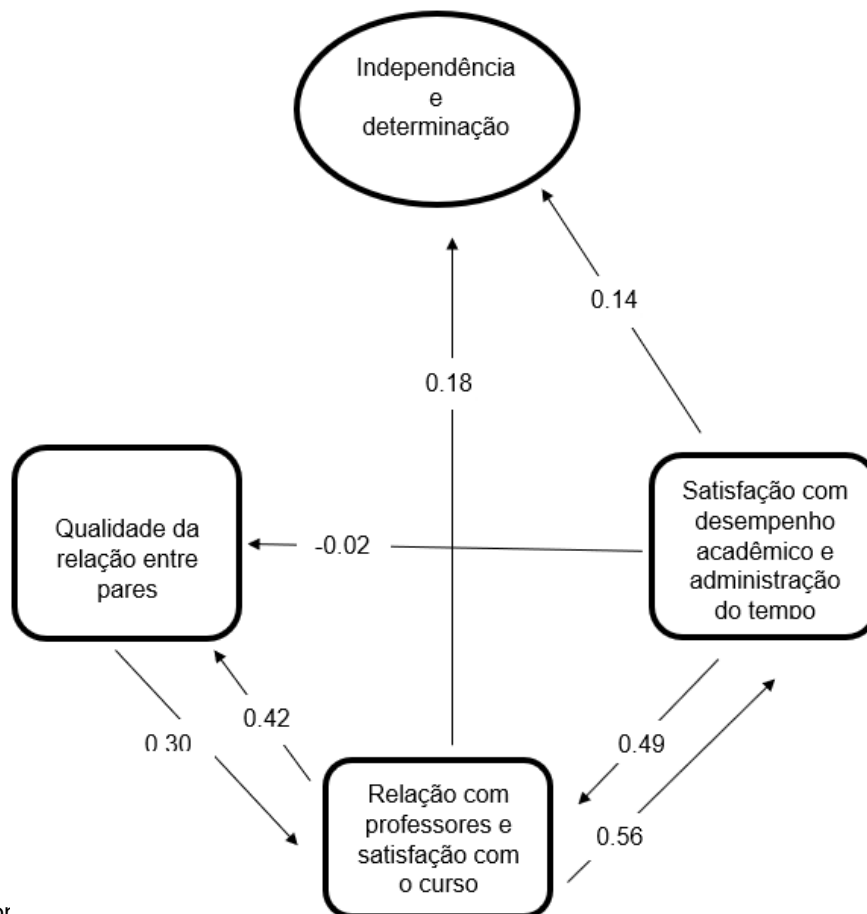 Independência
e
determinação
0.14
0.18
Qualidade da
relação entre
pares
-0.02
Satisfação com
desempenho
acadêmico e
administração
do tempo
0.42
0.30
0.49
0.56
Relação com
professores e
satisfação com
o curso